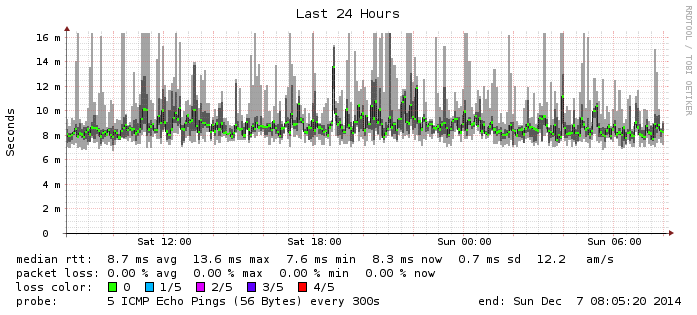 Last 24 Hours
RRDTOOL / TOBI OETIKER
Seconds
16 m
14 m
12 m
10 m
8 m
6 m
4 m
2 m
0
Sat 12:00 Sat 18:00 Sun 00:00 Sun 06:00
median rtt: 8.7 ms avg 13.6 ms max 7.6 ms min 8.3 ms now 0.7 ms sd 12.2 am/s
packet loss: 0.00 % avg 0.00 % max 0.00 % min 0.00 % now
loss color: 0 1/5 2/5 3/5 4/5
probe: 5 ICMP Echo Pings (56 Bytes) every 300s end: Sun Dec 7 08:05:20 2014